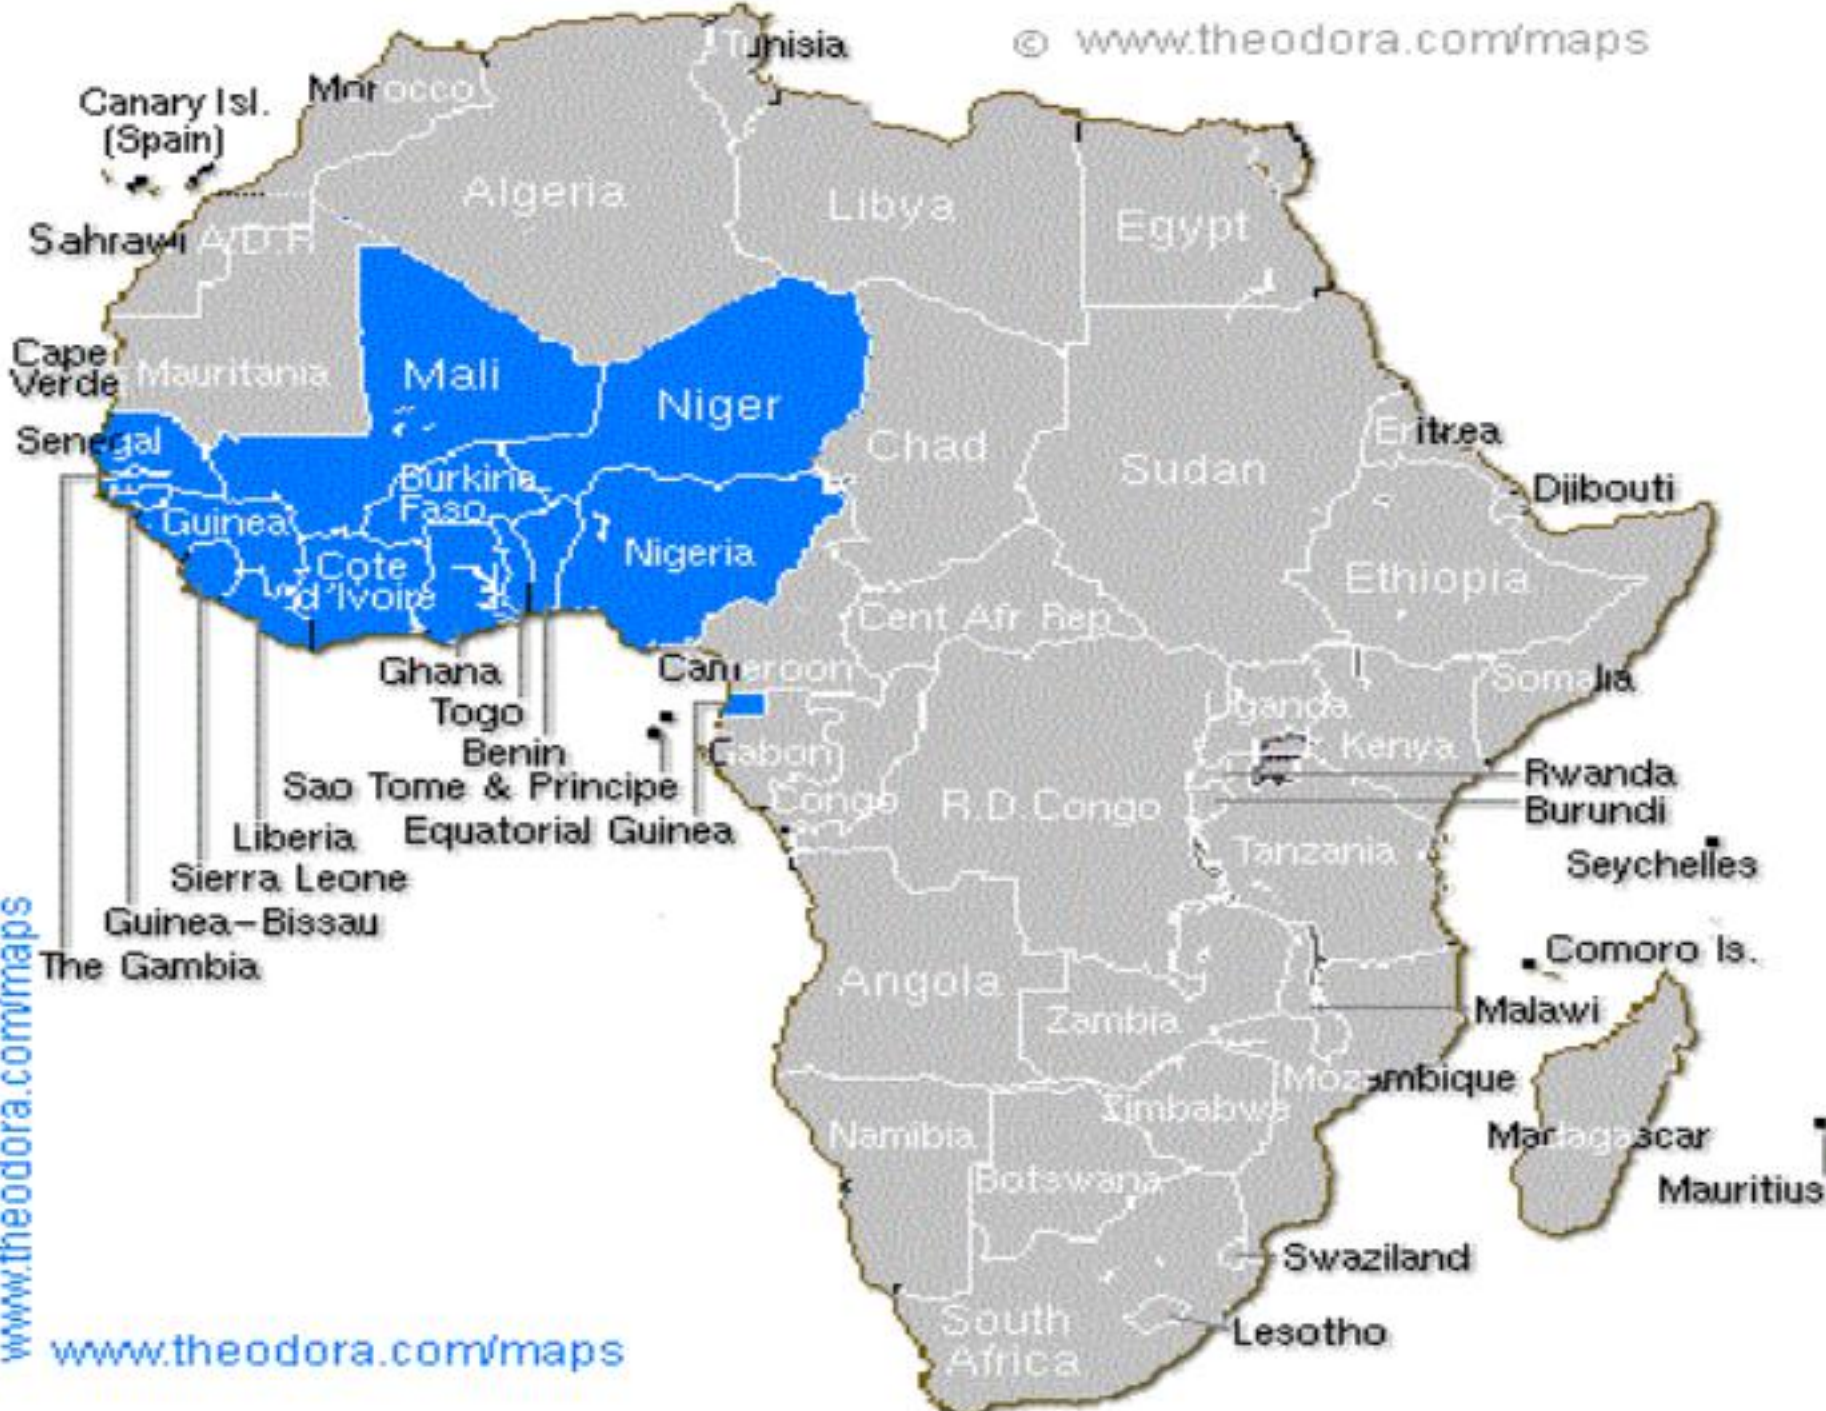 © www.theodora.com/maps
Tunisia
Morocco
Canary Isl.
(Spain)
Algeria
Libya
Egypt
Sahrawi A.D.R
Cape
Verde
Mauritania
Mali
Niger
Chad
Sudan
Eritrea
Senegal
Burkina
Faso
Djibouti
Guinea
Nigeria
Cote
d'Ivoire
Ethiopia
Cent Afr Rep
Ghana
Cameroon
Somalia
Togo
Uganda
Benin
Gabon
Kenya
Sao Tome & Principe
Rwanda
Congo
R.D.Congo
Burundi
Equatorial Guinea
Liberia
Tanzania
Seychelles
Sierra Leone
Guinea-Bissau
The Gambia
Comoro Is.
Angola
Malawi
Zambia
Mozambique
Zimbabwe
Namibia
Madagascar
Botswana
Mauritius
Swaziland
South
Africa
Lesotho
www.theodora.com/maps
www.theodora.com/maps